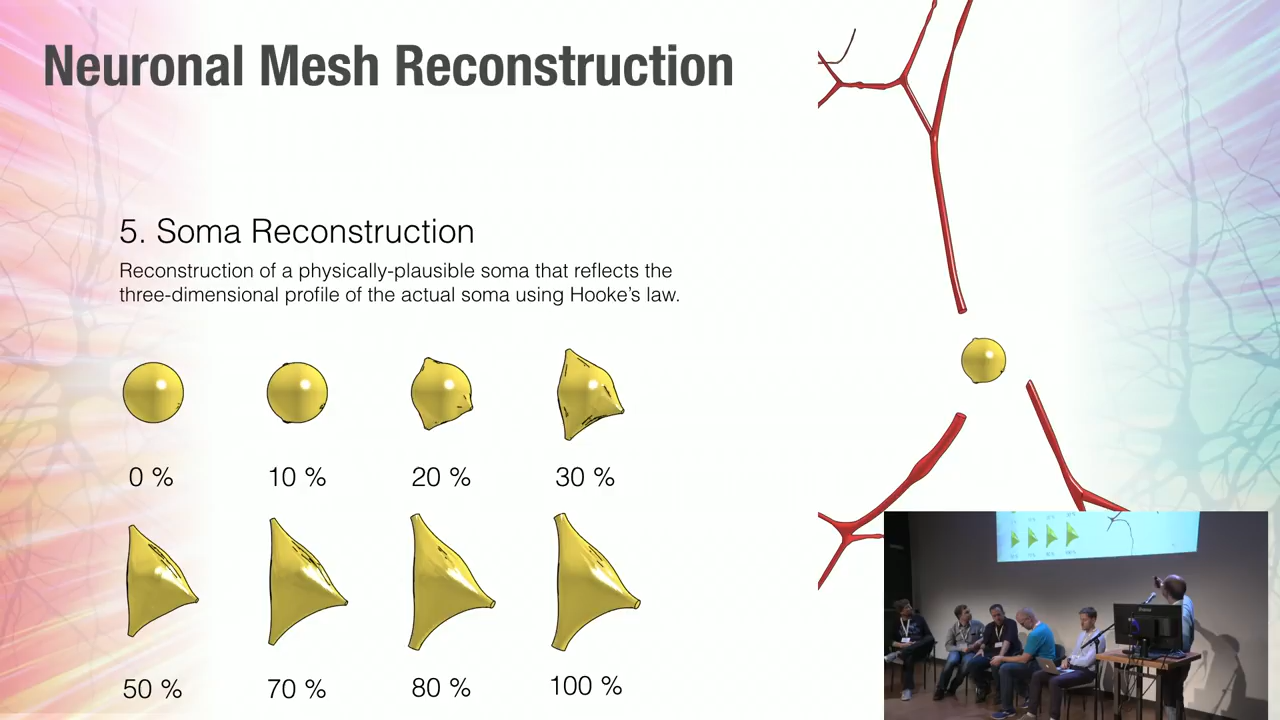 Neuronal Mesh Reconstruction
5. Soma Reconstruction
Reconstruction of a physically-plausible soma that reflects the
three-dimensional profile of the actual soma using Hooke's law.
0 %
10 %
20 %
30 %
50 %
70 %
80 %
100 %